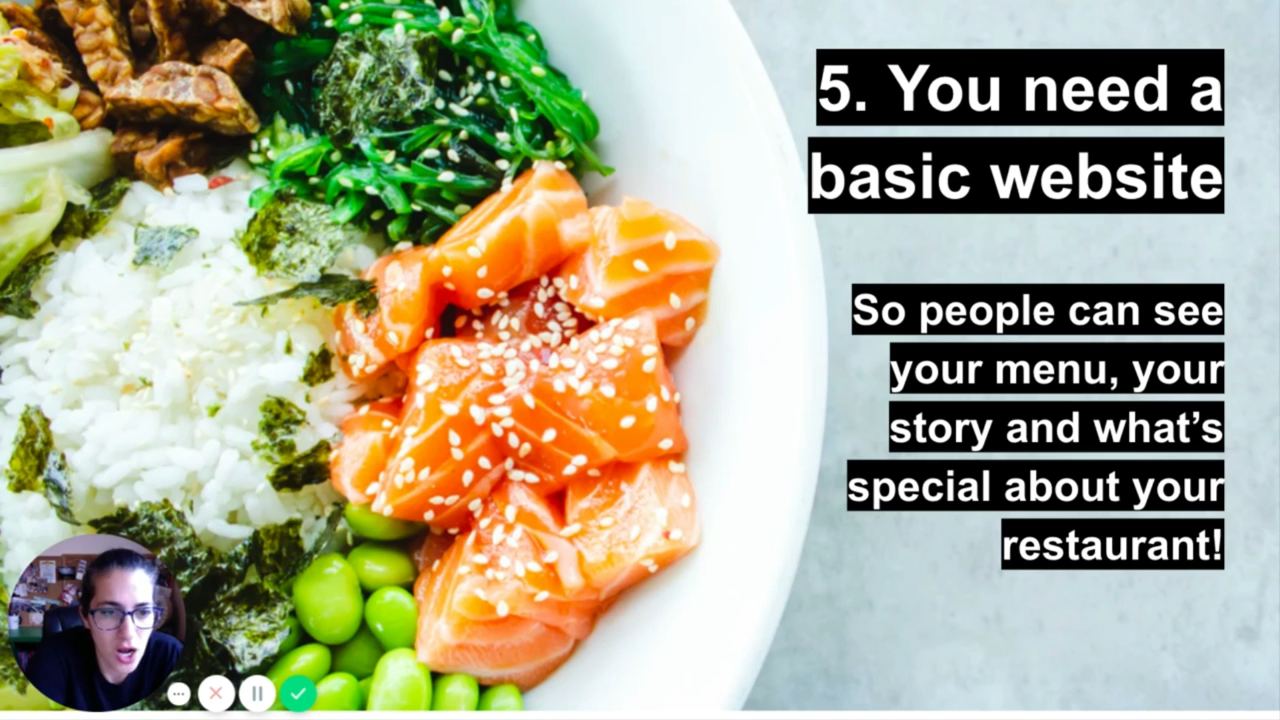 5. You need a
basic website
So people can see
your menu, your
story and what’s
special about your
restaurant!